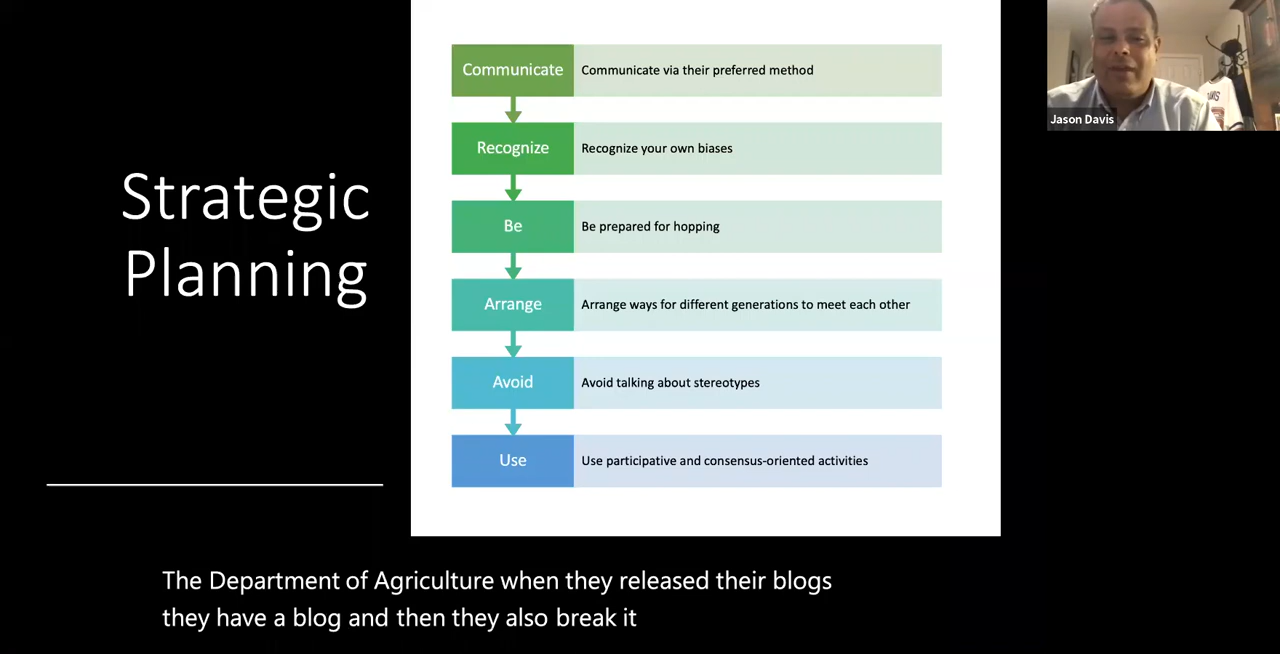 Strategic
Planning
Communicate
Communicate via their preferred method
Recognize
Recognize your own biases
Be
Be prepared for hopping
Arrange
Arrange ways for different generations to meet each other
Avoid
Avoid talking about stereotypes
Use
Use participative and consensus-oriented activities
Jason Davis
The Department of Agriculture when they released their blogs
they have a blog and then they also break it